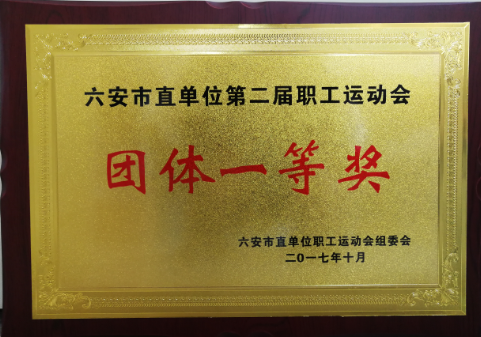 六安市直单位第二届职工运动会
团体一等奖
六安市直单位职工运动会组委会
二〇一七年十月